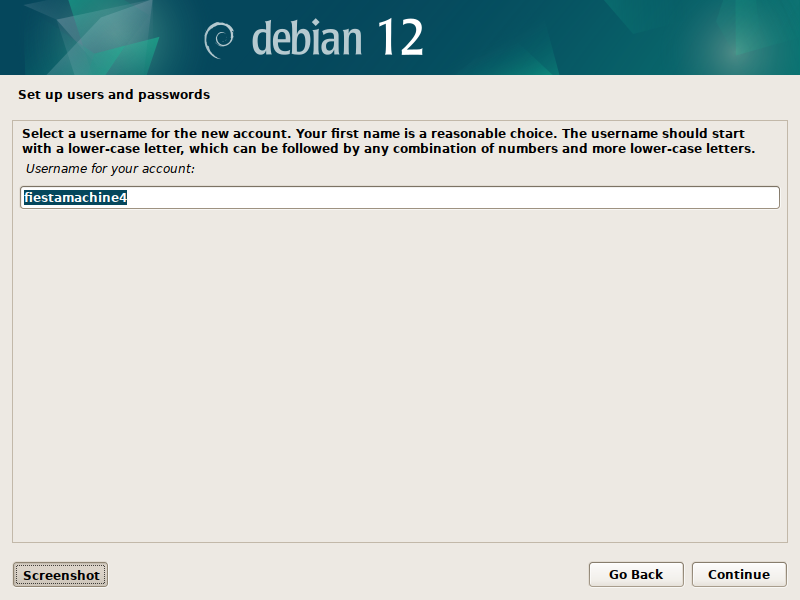 debian 12
Set up users and passwords
Select a username for the new account. Your first name is a reasonable choice. The username should start
with a lower-case letter, which can be followed by any combination of numbers and more lower-case letters.
Username for your account:
fiestamachine4
Screenshot
Go Back
Continue